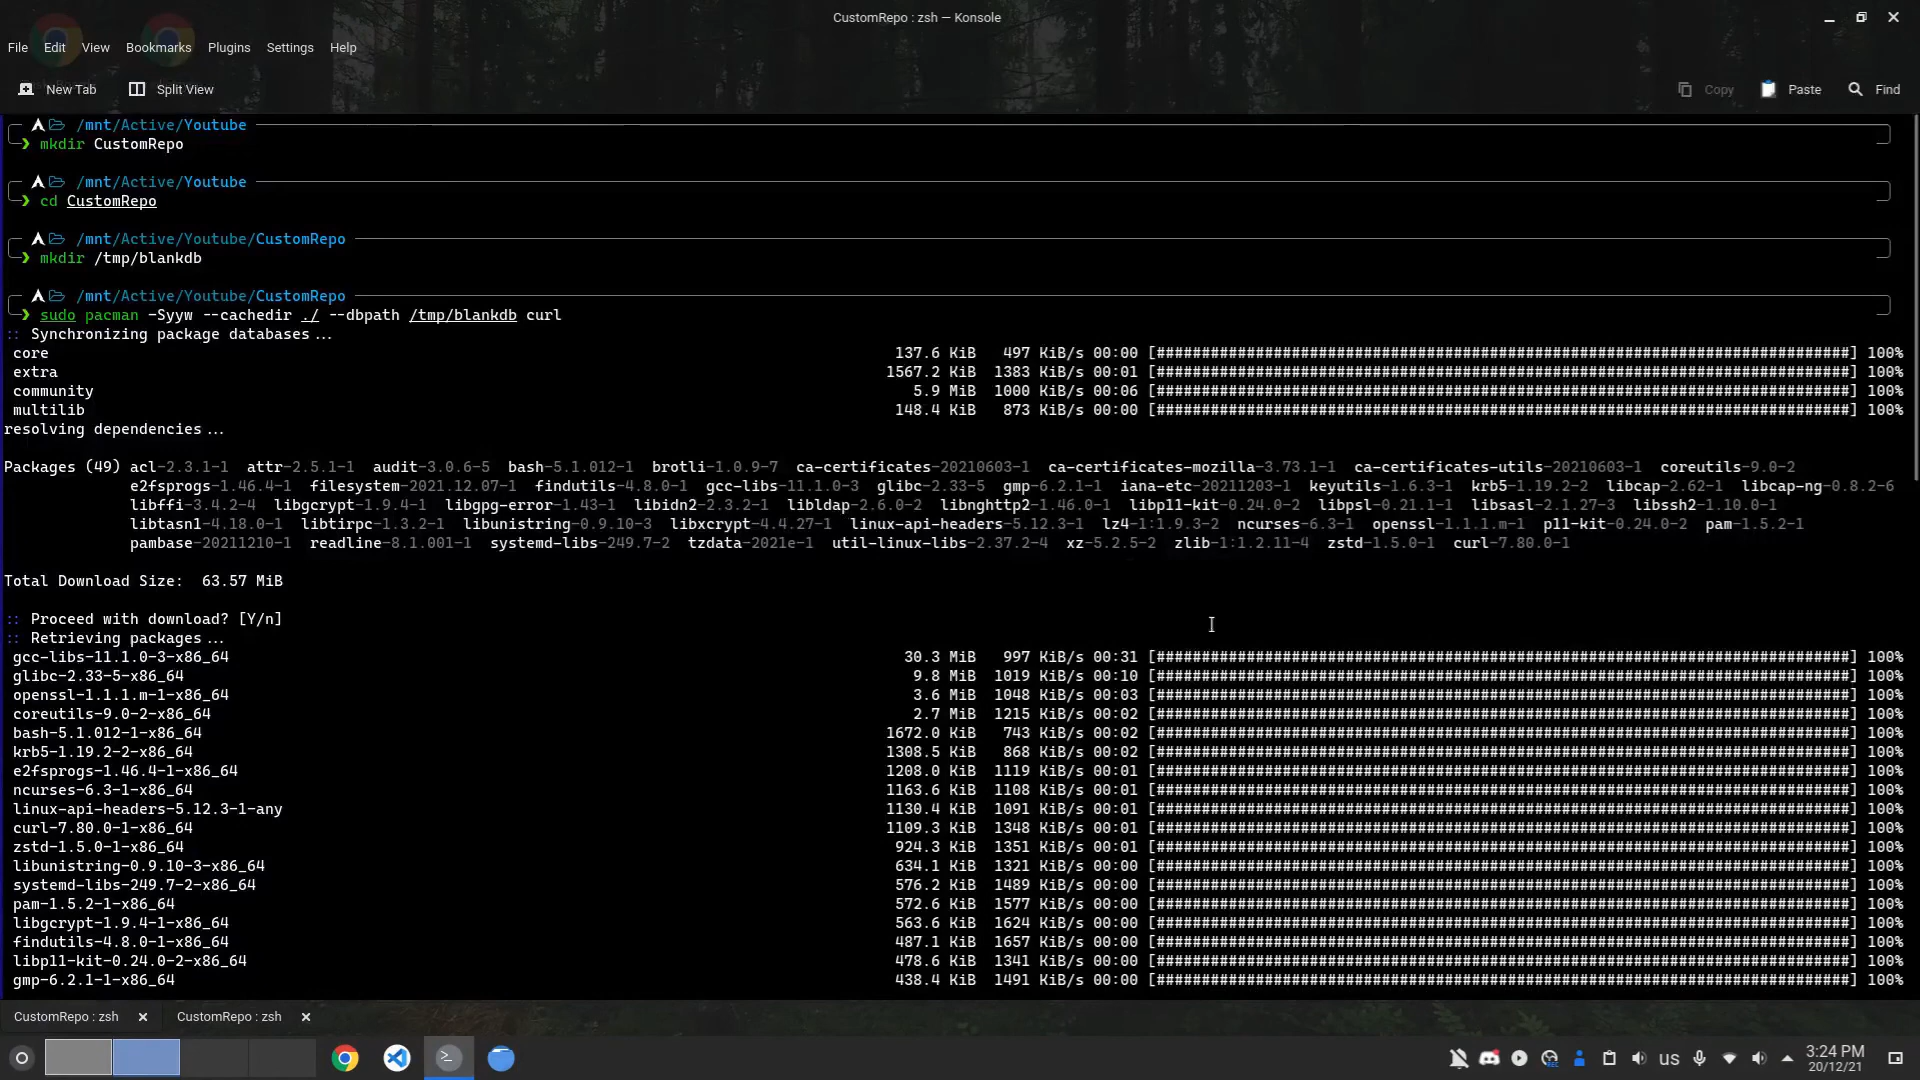 CustomRepo : zsh — Konsole
File Edit View Bookmarks Plugins Settings Help
New Tab Split View Copy Paste Find
/mnt/Active/Youtube
❯ mkdir CustomRepo
/mnt/Active/Youtube
❯ cd CustomRepo
/mnt/Active/Youtube/CustomRepo
❯ mkdir /tmp/blankdb
/mnt/Active/Youtube/CustomRepo
❯ sudo pacman -Syyw --cachedir ./ --dbpath /tmp/blankdb curl
:: Synchronizing package databases...
core 137.6 KiB 497 KiB/s 00:00 [#############################################################################] 100%
extra 1567.2 KiB 1383 KiB/s 00:01 [#############################################################################] 100%
community 5.9 MiB 1000 KiB/s 00:06 [#############################################################################] 100%
multilib 148.4 KiB 873 KiB/s 00:00 [#############################################################################] 100%
resolving dependencies...
Packages (49) acl-2.3.1-1 attr-2.5.1-1 audit-3.0.6-5 bash-5.1.012-1 brotli-1.0.9-7 ca-certificates-20210603-1 ca-certificates-mozilla-3.73.1-1 ca-certificates-utils-20210603-1 coreutils-9.0-2
e2fsprogs-1.46.4-1 filesystem-2021.12.07-1 findutils-4.8.0-1 gcc-libs-11.1.0-3 glibc-2.33-5 gmp-6.2.1-1 iana-etc-20211203-1 keyutils-1.6.3-1 krb5-1.19.2-2 libcap-2.62-1 libcap-ng-0.8.2-6
libffi-3.4.2-4 libgcrypt-1.9.4-1 libgpg-error-1.43-1 libidn2-2.3.2-1 libldap-2.6.0-2 libnghttp2-1.46.0-1 libp11-kit-0.24.0-2 libpsl-0.21.1-1 libsasl-2.1.27-3 libssh2-1.10.0-1
libtasn1-4.18.0-1 libtirpc-1.3.2-1 libunistring-0.9.10-3 libxcrypt-4.4.27-1 linux-api-headers-5.12.3-1 lz4-1:1.9.3-2 ncurses-6.3-1 openssl-1.1.1.m-1 p11-kit-0.24.0-2 pam-1.5.2-1
pambase-20211210-1 readline-8.1.001-1 systemd-libs-249.7-2 tzdata-2021e-1 util-linux-libs-2.37.2-4 xz-5.2.5-2 zlib-1:1.2.11-4 zstd-1.5.0-1 curl-7.80.0-1
Total Download Size: 63.57 MiB
:: Proceed with download? [Y/n]
:: Retrieving packages...
gcc-libs-11.1.0-3-x86_64 30.3 MiB 997 KiB/s 00:31 [#############################################################################] 100%
glibc-2.33-5-x86_64 9.8 MiB 1019 KiB/s 00:10 [#############################################################################] 100%
openssl-1.1.1.m-1-x86_64 3.6 MiB 1048 KiB/s 00:03 [#############################################################################] 100%
coreutils-9.0-2-x86_64 2.7 MiB 1215 KiB/s 00:02 [#############################################################################] 100%
bash-5.1.012-1-x86_64 1672.0 KiB 743 KiB/s 00:02 [#############################################################################] 100%
krb5-1.19.2-2-x86_64 1308.5 KiB 868 KiB/s 00:02 [#############################################################################] 100%
e2fsprogs-1.46.4-1-x86_64 1208.0 KiB 1119 KiB/s 00:01 [#############################################################################] 100%
ncurses-6.3-1-x86_64 1163.6 KiB 1108 KiB/s 00:01 [#############################################################################] 100%
linux-api-headers-5.12.3-1-any 1130.4 KiB 1091 KiB/s 00:01 [#############################################################################] 100%
curl-7.80.0-1-x86_64 1109.3 KiB 1348 KiB/s 00:01 [#############################################################################] 100%
zstd-1.5.0-1-x86_64 924.3 KiB 1351 KiB/s 00:01 [#############################################################################] 100%
libunistring-0.9.10-3-x86_64 634.1 KiB 1321 KiB/s 00:00 [#############################################################################] 100%
systemd-libs-249.7-2-x86_64 576.2 KiB 1489 KiB/s 00:00 [#############################################################################] 100%
pam-1.5.2-1-x86_64 572.6 KiB 1577 KiB/s 00:00 [#############################################################################] 100%
libgcrypt-1.9.4-1-x86_64 563.6 KiB 1624 KiB/s 00:00 [#############################################################################] 100%
findutils-4.8.0-1-x86_64 487.1 KiB 1657 KiB/s 00:00 [#############################################################################] 100%
libp11-kit-0.24.0-2-x86_64 478.6 KiB 1341 KiB/s 00:00 [#############################################################################] 100%
gmp-6.2.1-1-x86_64 438.4 KiB 1491 KiB/s 00:00 [#############################################################################] 100%
CustomRepo : zsh CustomRepo : zsh
us 3:24 PM
20/12/21